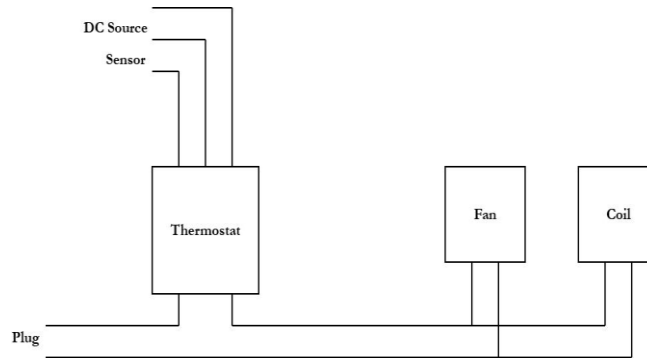 DC Source
Sensor
Thermostat
Fan
Coil
Plug